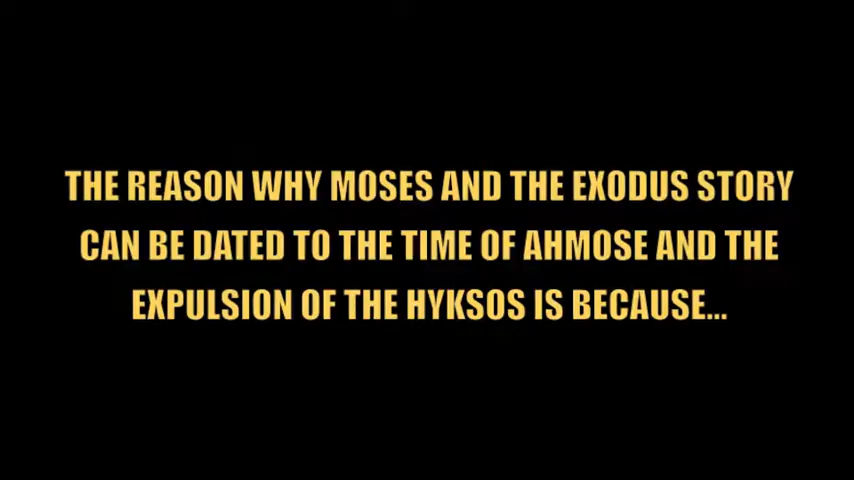 THE REASON WHY MOSES AND THE EXODUS STORY
CAN BE DATED TO THE TIME OF AHMOSE AND THE
EXPULSION OF THE HYKSOS IS BECAUSE...